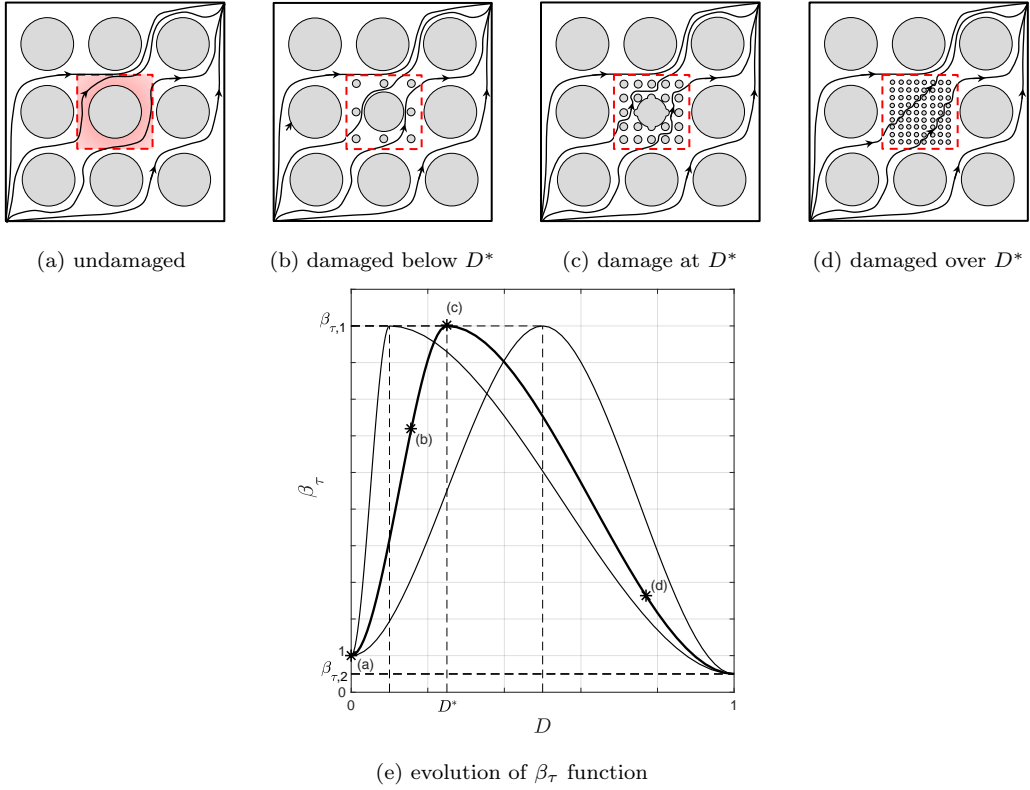 (a) undamaged
(b) damaged below D*
(c) damage at D*
(d) damaged over D*
β_τ,1
(c)
(b)
β_τ
(d)
1
(a)
β_τ,2
0
0
D*
1
D
(e) evolution of β_τ function